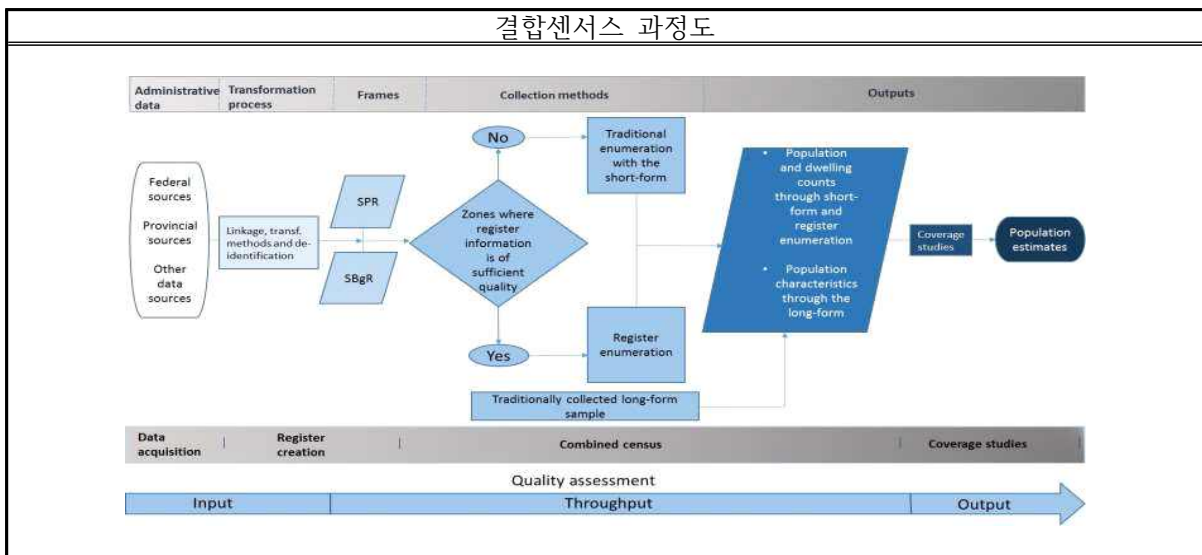 결합센서스 과정도
Administrative
data
Transformation
process
Frames
Collection methods
Outputs
Federal
sources
Provincial
sources
Other
data
sources
Linkage, transf.
methods and de-
identification
SPR
SBgR
Zones where
register
information
is of
sufficient
quality
No
Yes
Traditional
enumeration
with the
short-form
Register
enumeration
Traditionally collected long-form
sample
• Population
and dwelling
counts
through short-
form and
register
enumeration
• Population
characteristics
through the
long-form
Coverage
studies
Population
estimates
Data
acquisition
Register
creation
Combined census
Coverage studies
Quality assessment
Input
Throughput
Output